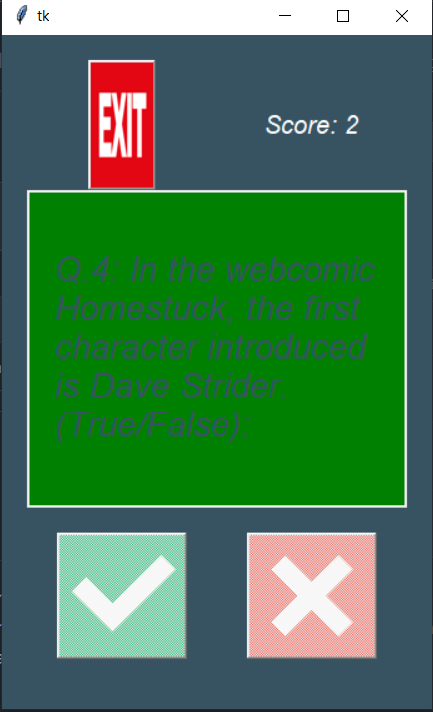 tk
EXIT
Score: 2
Q.4: In the webcomic
Homestuck, the first
character introduced
is Dave Strider.
(True/False):